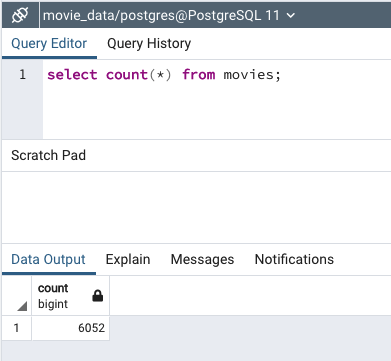 movie_data/postgres@PostgreSQL 11
Query Editor Query History
1 select count(*) from movies;
Scratch Pad
Data Output Explain Messages Notifications
count
bigint
1 6052